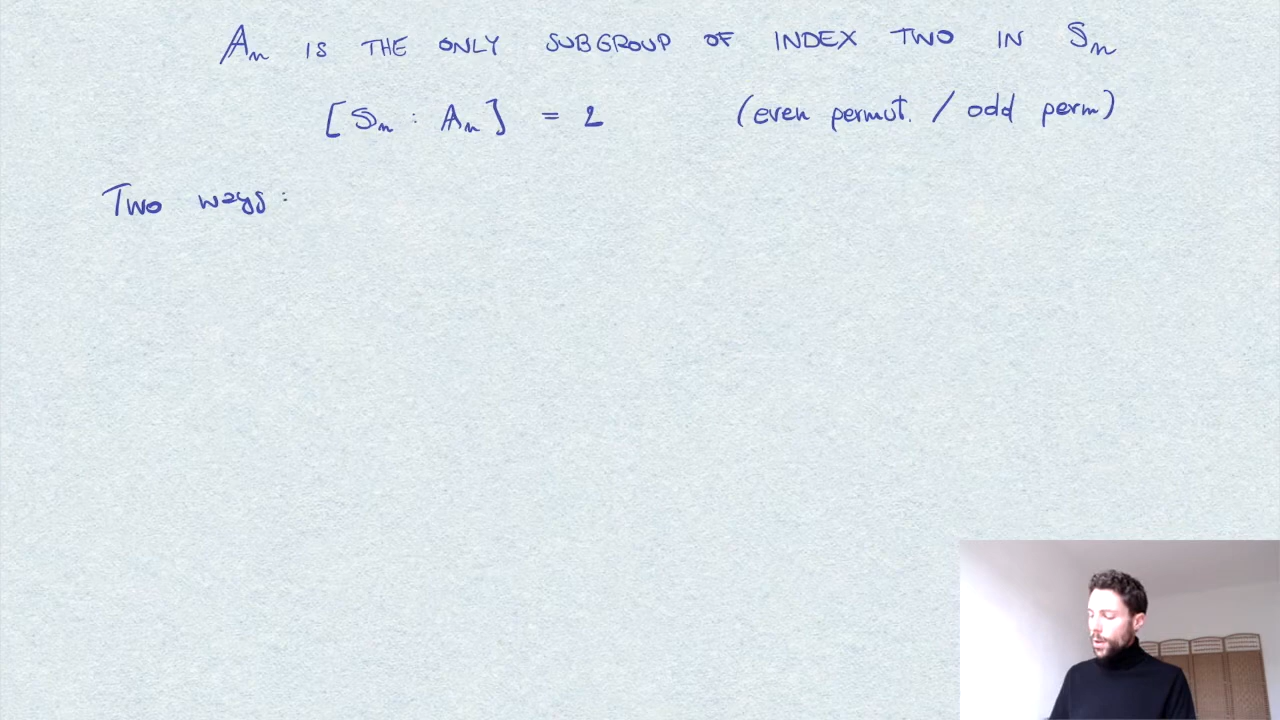 An IS THE ONLY SUBGROUP OF INDEX TWO IN Sn
[Sn : An] = 2 (even permut. / odd perm)
Two ways: